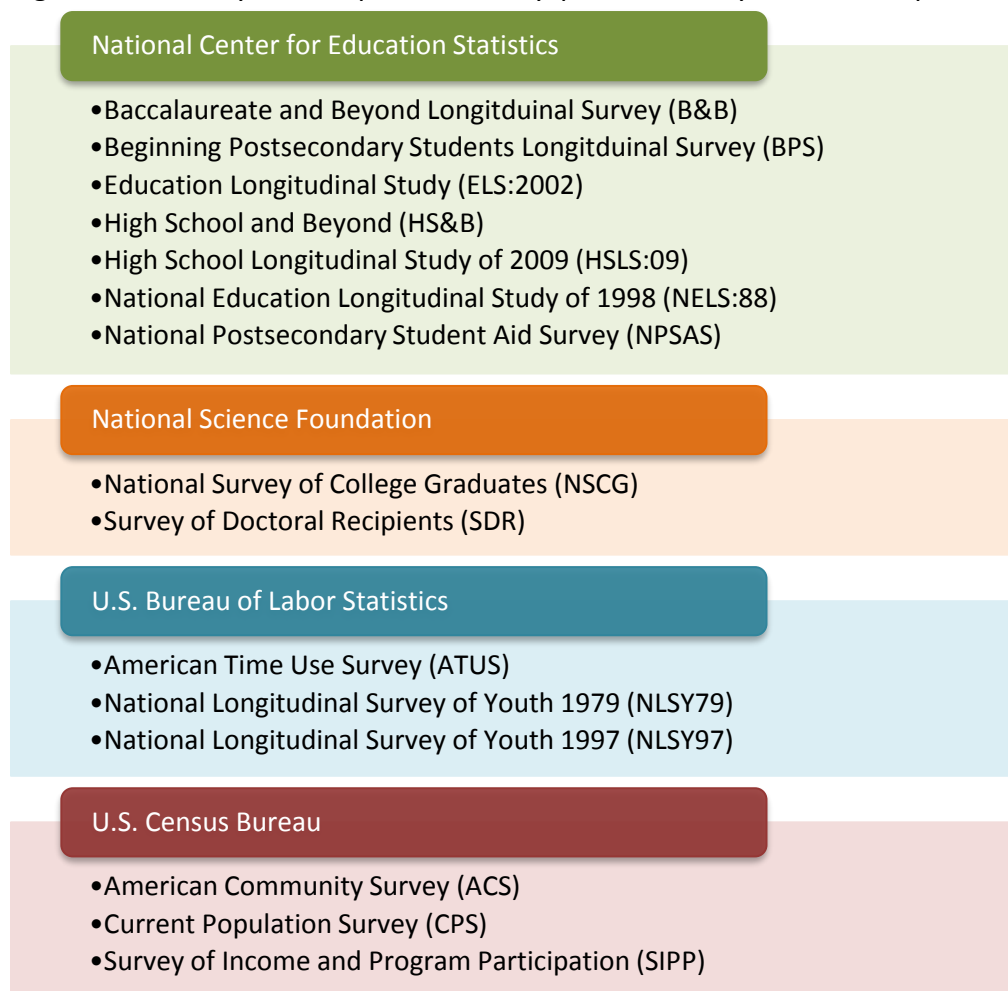 National Center for Education Statistics
•Baccalaureate and Beyond Longitduinal Survey (B&B)
•Beginning Postsecondary Students Longitduinal Survey (BPS)
•Education Longitudinal Study (ELS:2002)
•High School and Beyond (HS&B)
•High School Longitudinal Study of 2009 (HSLS:09)
•National Education Longitudinal Study of 1998 (NELS:88)
•National Postsecondary Student Aid Survey (NPSAS)
National Science Foundation
•National Survey of College Graduates (NSCG)
•Survey of Doctoral Recipients (SDR)
U.S. Bureau of Labor Statistics
•American Time Use Survey (ATUS)
•National Longitudinal Survey of Youth 1979 (NLSY79)
•National Longitudinal Survey of Youth 1997 (NLSY97)
U.S. Census Bureau
•American Community Survey (ACS)
•Current Population Survey (CPS)
•Survey of Income and Program Participation (SIPP)